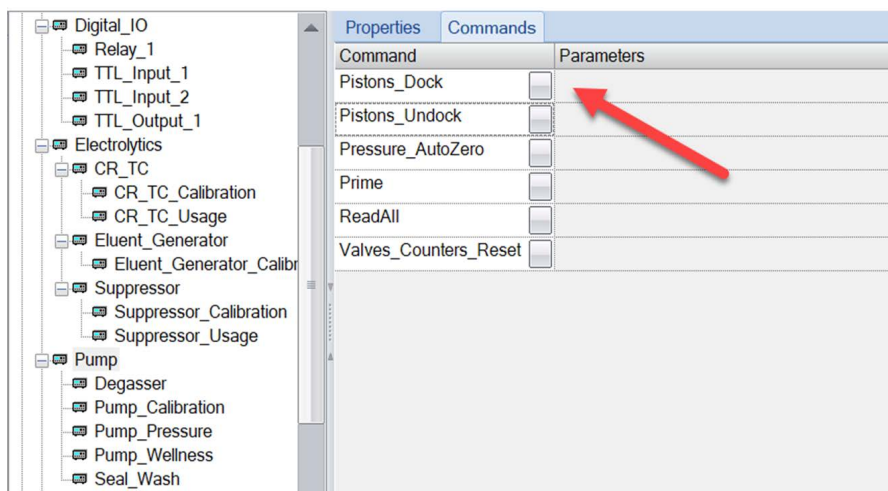 Digital_IO
Relay_1
TTL_Input_1
TTL_Input_2
TTL_Output_1
Electrolytics
CR_TC
CR_TC_Calibration
CR_TC_Usage
Eluent_Generator
Eluent_Generator_Calibr
Suppressor
Suppressor_Calibration
Suppressor_Usage
Pump
Degasser
Pump_Calibration
Pump_Pressure
Pump_Wellness
Seal_Wash
Properties Commands
Command Parameters
Pistons_Dock
Pistons_Undock
Pressure_AutoZero
Prime
ReadAll
Valves_Counters_Reset